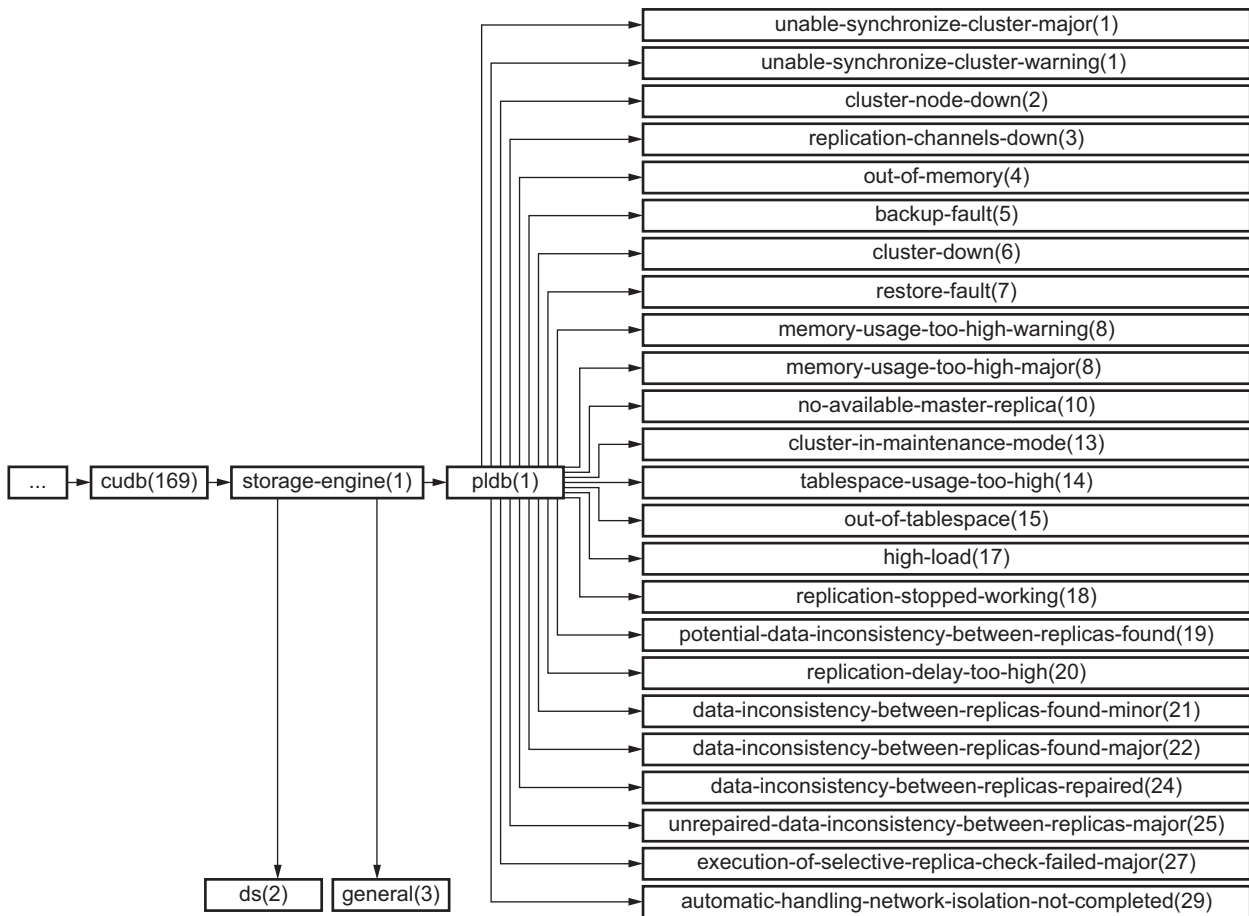 unable-synchronize-cluster-major(1)
unable-synchronize-cluster-warning(1)
cluster-node-down(2)
replication-channels-down(3)
out-of-memory(4)
backup-fault(5)
cluster-down(6)
restore-fault(7)
memory-usage-too-high-warning(8)
memory-usage-too-high-major(8)
no-available-master-replica(10)
cluster-in-maintenance-mode(13)
... cudb(169) storage-engine(1) pldb(1) tablespace-usage-too-high(14)
out-of-tablespace(15)
high-load(17)
replication-stopped-working(18)
potential-data-inconsistency-between-replicas-found(19)
replication-delay-too-high(20)
data-inconsistency-between-replicas-found-minor(21)
data-inconsistency-between-replicas-found-major(22)
data-inconsistency-between-replicas-repaired(24)
unrepaired-data-inconsistency-between-replicas-major(25)
execution-of-selective-replica-check-failed-major(27)
ds(2) general(3) automatic-handling-network-isolation-not-completed(29)